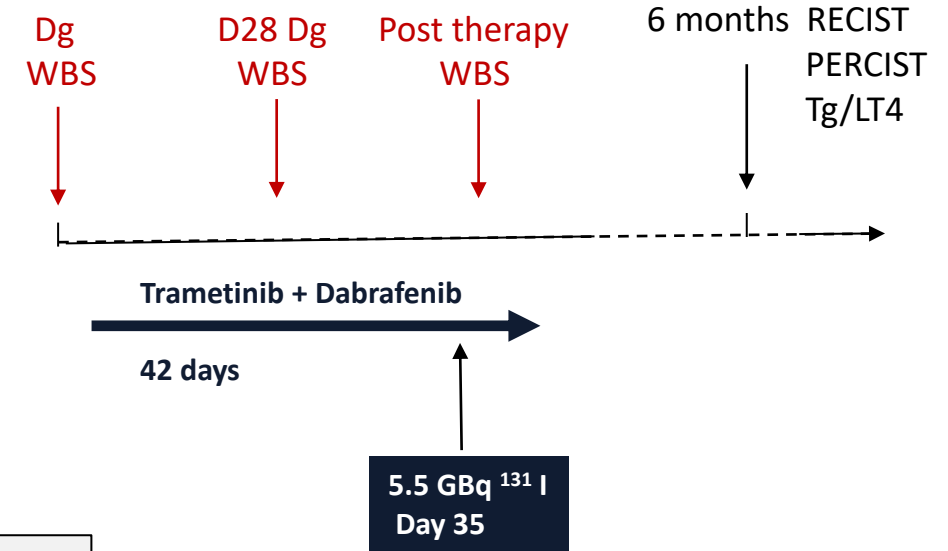 Dg
WBS
D28 Dg
WBS
Post therapy
WBS
6 months RECIST
PERCIST
Tg/LT4
Trametinib + Dabrafenib
42 days
5.5 GBq ¹³¹ I
Day 35